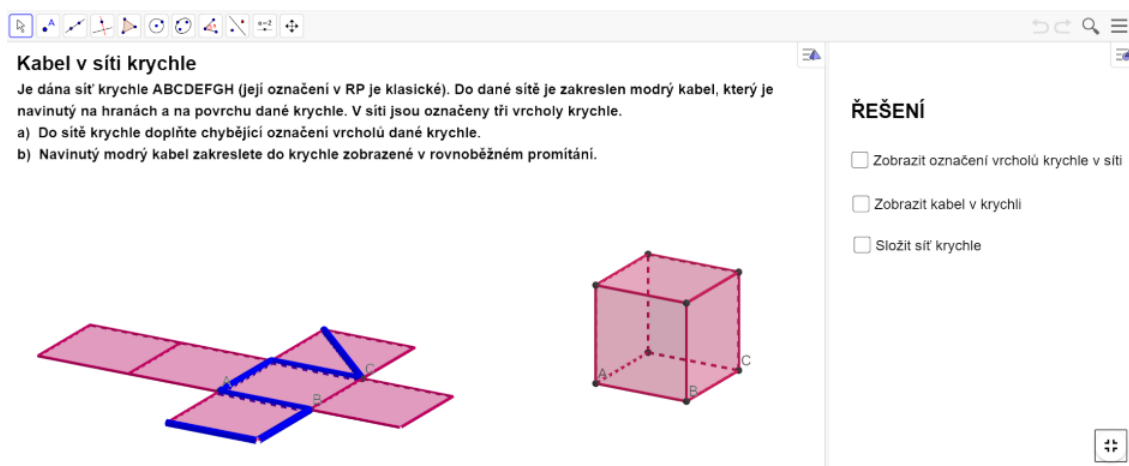 a=2
Kabel v síti krychle
Je dána síť krychle ABCDEFGH (její označení v RP je klasické). Do dané sítě je zakreslen modrý kabel, který je
navinutý na hranách a na povrchu dané krychle. V síti jsou označeny tři vrcholy krychle.
a) Do sítě krychle doplňte chybějící označení vrcholů dané krychle.
b) Navinutý modrý kabel zakreslete do krychle zobrazené v rovnoběžném promítání.
A
B
C
A
B
C
ŘEŠENÍ
Zobrazit označení vrcholů krychle v síti
Zobrazit kabel v krychli
Složit síť krychle